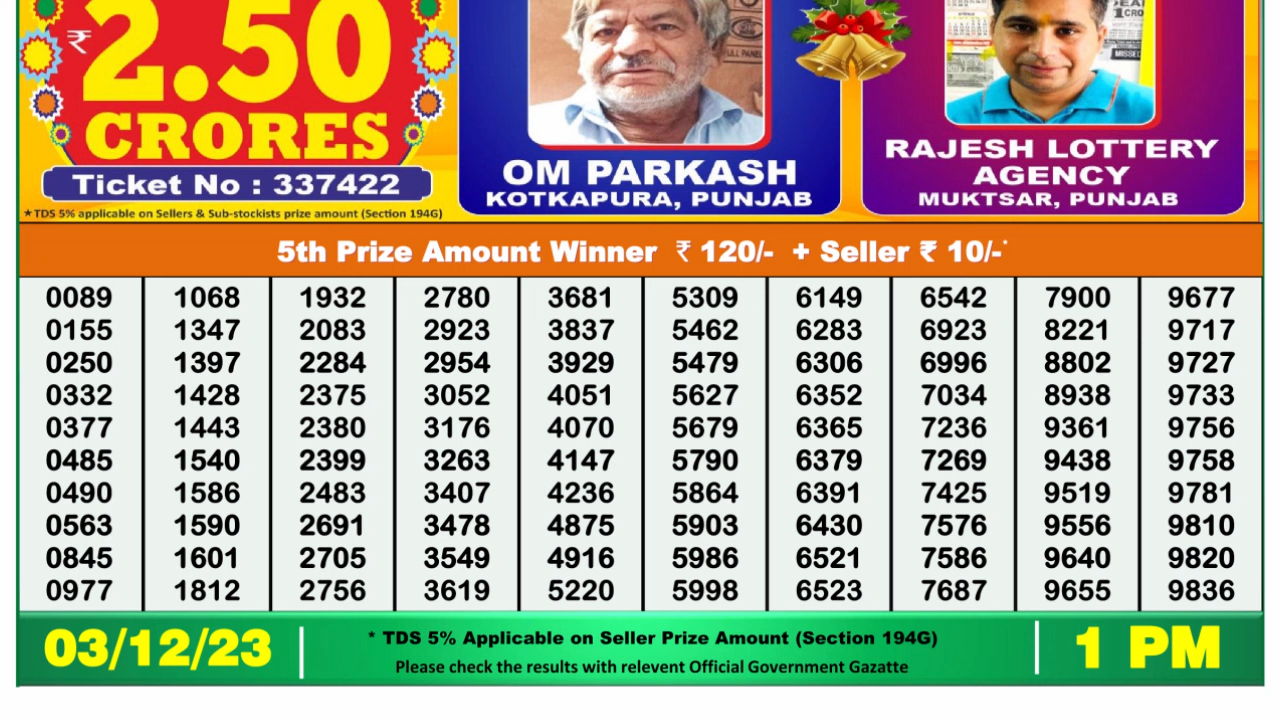 ₹ 2.50
CRORES
Ticket No : 337422
★TDS 5% applicable on Sellers & Sub-stockists prize amount (Section 194G)
OM PARKASH
KOTKAPURA, PUNJAB
RAJESH LOTTERY
AGENCY
MUKTSAR, PUNJAB
5th Prize Amount Winner ₹ 120/- + Seller ₹ 10/-*
0089 1068 1932 2780 3681 5309 6149 6542 7900 9677
0155 1347 2083 2923 3837 5462 6283 6923 8221 9717
0250 1397 2284 2954 3929 5479 6306 6996 8802 9727
0332 1428 2375 3052 4051 5627 6352 7034 8938 9733
0377 1443 2380 3176 4070 5679 6365 7236 9361 9756
0485 1540 2399 3263 4147 5790 6379 7269 9438 9758
0490 1586 2483 3407 4236 5864 6391 7425 9519 9781
0563 1590 2691 3478 4875 5903 6430 7576 9556 9810
0845 1601 2705 3549 4916 5986 6521 7586 9640 9820
0977 1812 2756 3619 5220 5998 6523 7687 9655 9836
03/12/23
* TDS 5% Applicable on Seller Prize Amount (Section 194G)
Please check the results with relevent Official Government Gazatte
1 PM